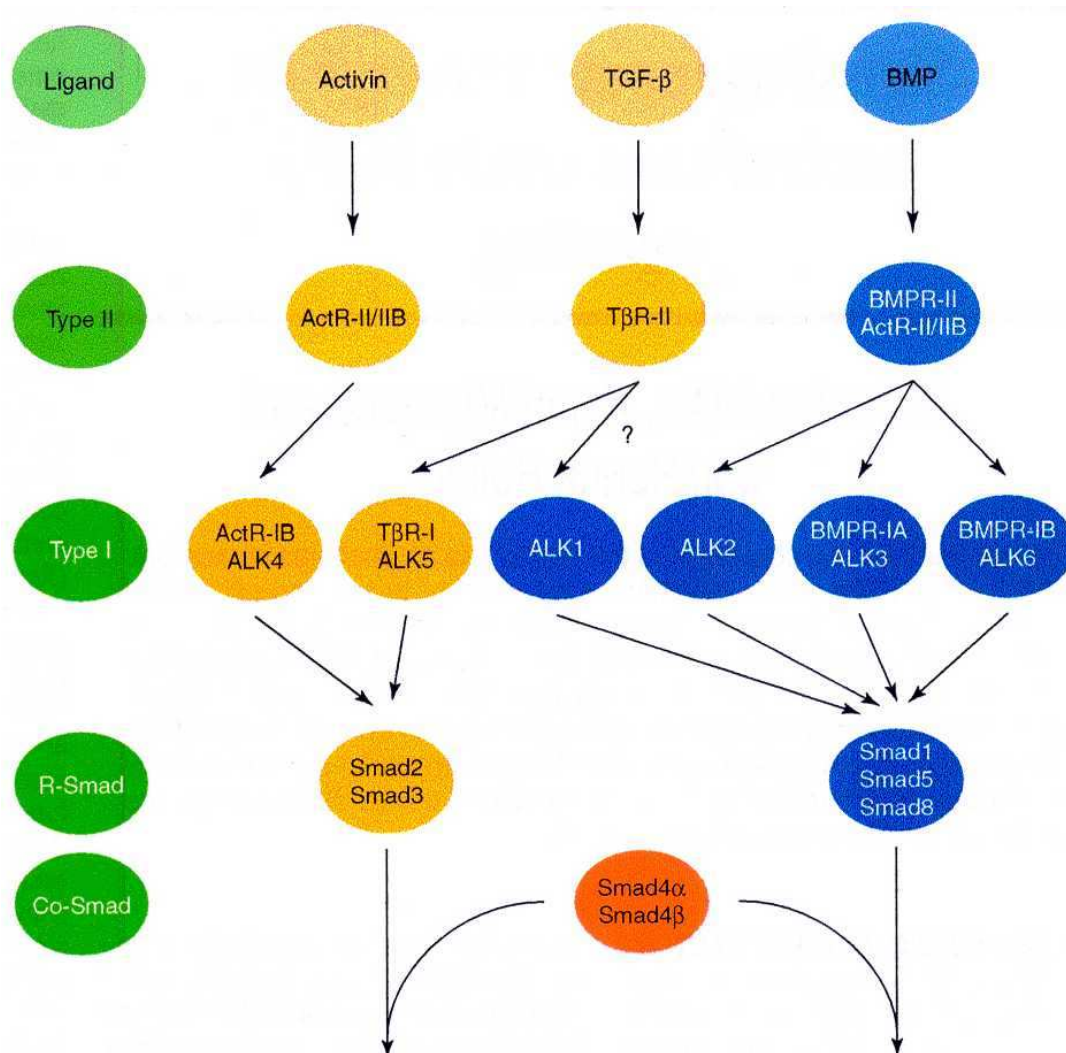 Ligand
Activin
TGF-β
BMP
Type II
ActR-II/IIB
TβR-II
BMPR-II
ActR-II/IIB
?
Type I
ActR-IB
ALK4
TβR-I
ALK5
ALK1
ALK2
BMPR-IA
ALK3
BMPR-IB
ALK6
R-Smad
Smad2
Smad3
Smad1
Smad5
Smad8
Co-Smad
Smad4α
Smad4β